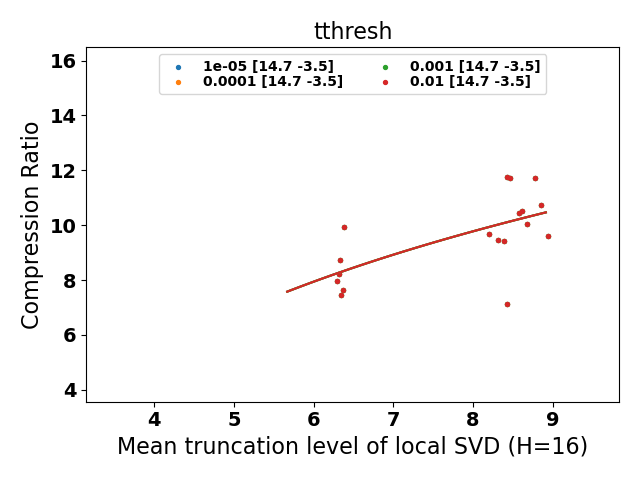 tthresh
1e-05 [14.7 -3.5]
0.0001 [14.7 -3.5]
0.001 [14.7 -3.5]
0.01 [14.7 -3.5]
Compression Ratio
16
14
12
10
8
6
4
4 5 6 7 8 9
Mean truncation level of local SVD (H=16)